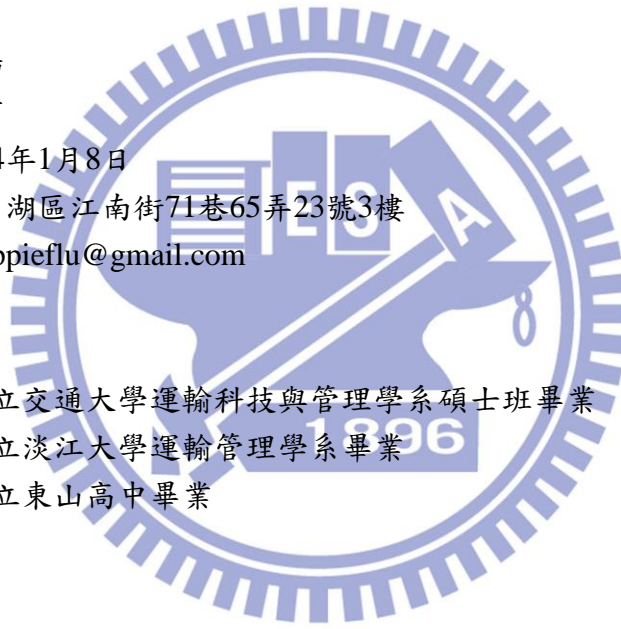 4年1月8日
湖區江南街71巷65弄23號3樓
ppieflu@gmail.com
E S A
立交通大學運輸科技與管理學系碩士班畢業
1896
立淡江大學運輸管理學系畢業
立東山高中畢業